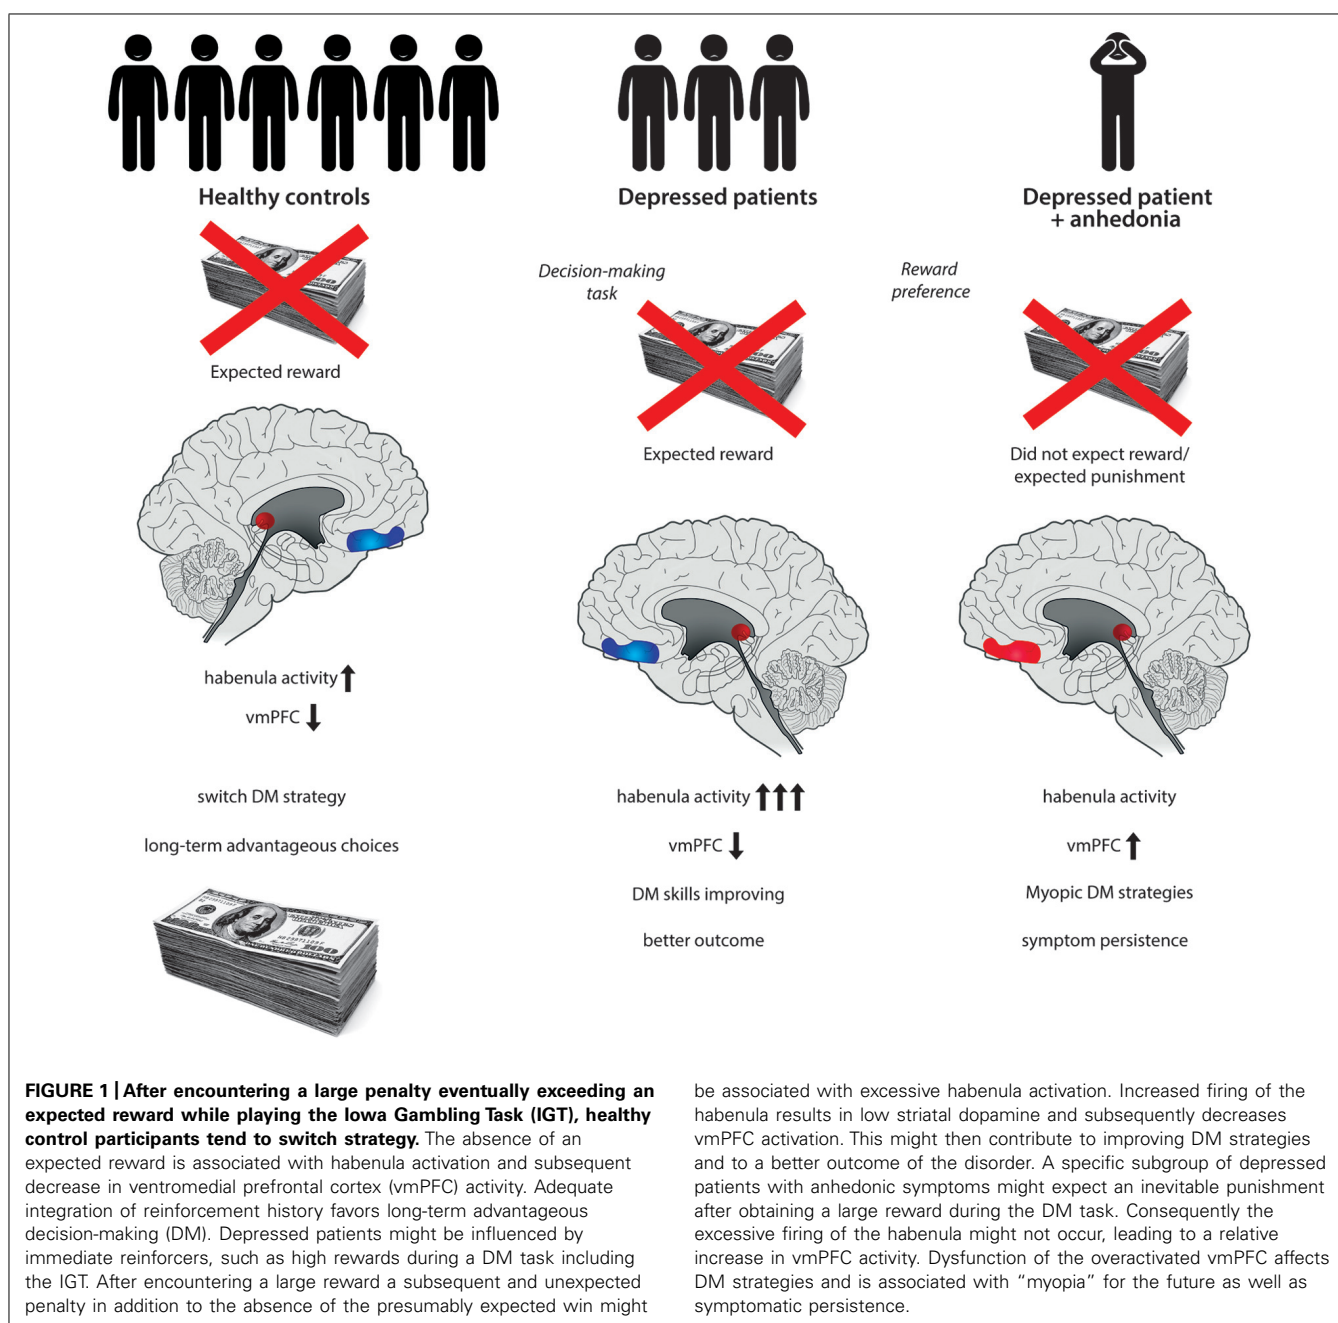 Healthy controls
Expected reward
habenula activity
vmPFC
switch DM strategy
long-term advantageous choices
Depressed patients
Decision-making
task
Expected reward
habenula activity
vmPFC
DM skills improving
better outcome
Depressed patient
+ anhedonia
Reward
preference
Did not expect reward/
expected punishment
habenula activity
vmPFC
Myopic DM strategies
symptom persistence
FIGURE 1 | After encountering a large penalty eventually exceeding an
expected reward while playing the Iowa Gambling Task (IGT), healthy
control participants tend to switch strategy. The absence of an
expected reward is associated with habenula activation and subsequent
decrease in ventromedial prefrontal cortex (vmPFC) activity. Adequate
integration of reinforcement history favors long-term advantageous
decision-making (DM). Depressed patients might be influenced by
immediate reinforcers, such as high rewards during a DM task including
the IGT. After encountering a large reward a subsequent and unexpected
penalty in addition to the absence of the presumably expected win might
be associated with excessive habenula activation. Increased firing of the
habenula results in low striatal dopamine and subsequently decreases
vmPFC activation. This might then contribute to improving DM strategies
and to a better outcome of the disorder. A specific subgroup of depressed
patients with anhedonic symptoms might expect an inevitable punishment
after obtaining a large reward during the DM task. Consequently the
excessive firing of the habenula might not occur, leading to a relative
increase in vmPFC activity. Dysfunction of the overactivated vmPFC affects
DM strategies and is associated with “myopia” for the future as well as
symptomatic persistence.